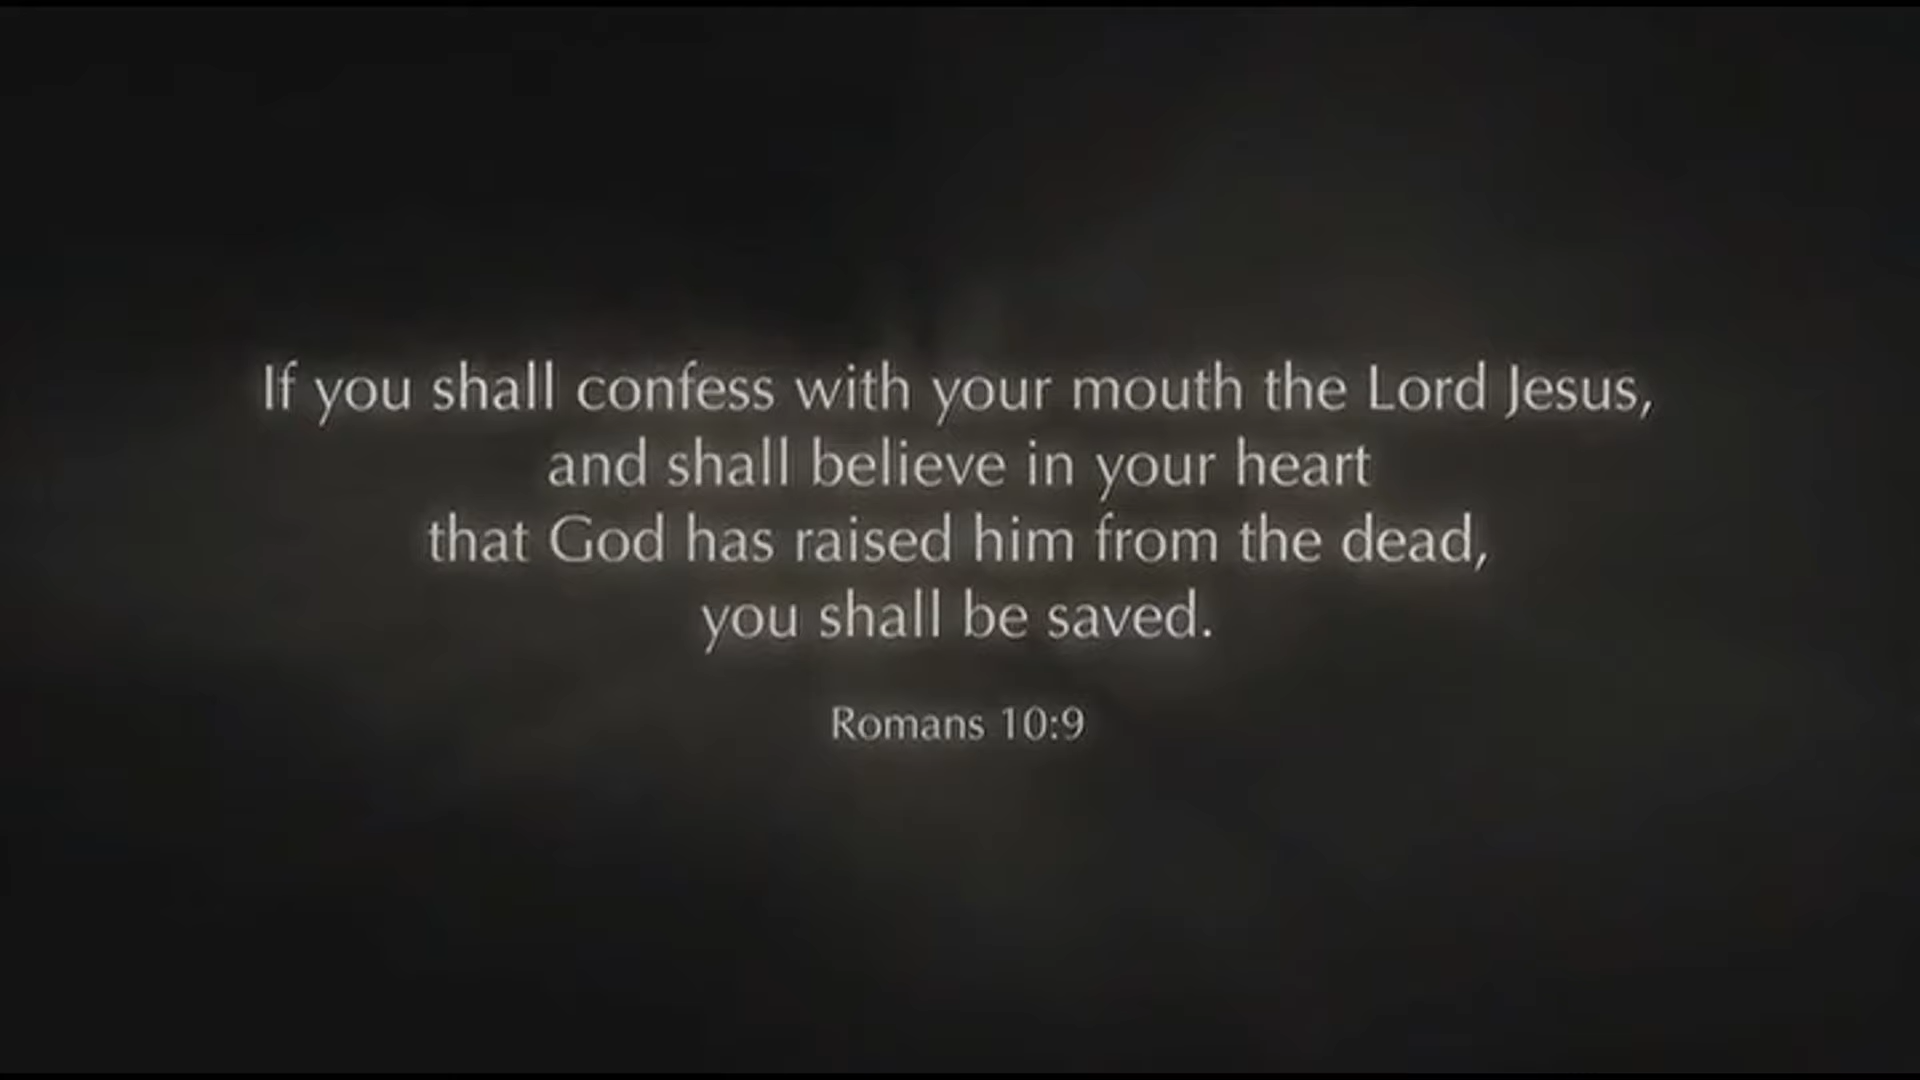 If you shall confess with your mouth the Lord Jesus,
and shall believe in your heart
that God has raised him from the dead,
you shall be saved.
Romans 10:9